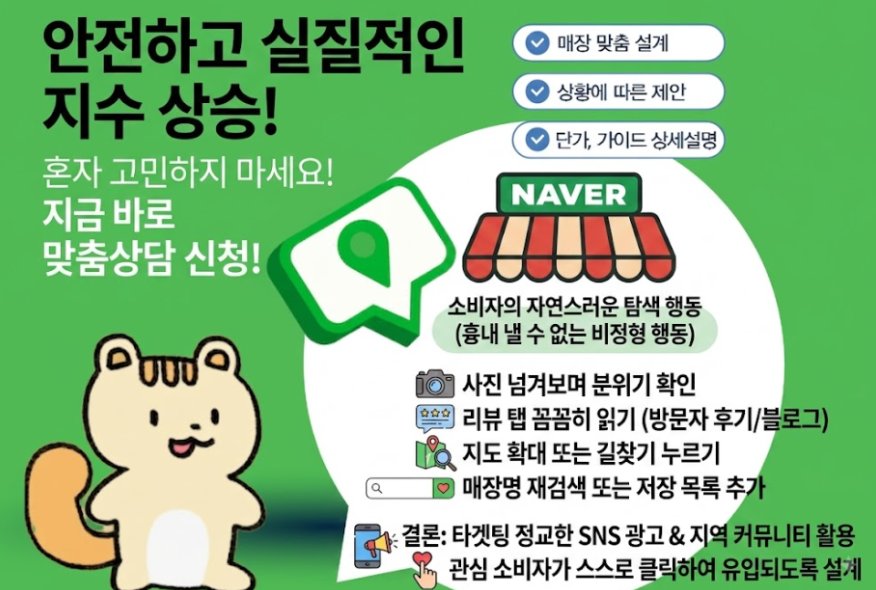 안전하고 실질적인
지수 상승!
혼자 고민하지 마세요!
지금 바로
맞춤상담 신청!
매장 맞춤 설계
상황에 따른 제안
단가, 가이드 상세설명
NAVER
소비자의 자연스러운 탐색 행동
(흉내 낼 수 없는 비정형 행동)
사진 넘겨보며 분위기 확인
리뷰 탭 꼼꼼히 읽기 (방문자 후기/블로그)
지도 확대 또는 길찾기 누르기
매장명 재검색 또는 저장 목록 추가
결론: 타겟팅 정교한 SNS 광고 & 지역 커뮤니티 활용
관심 소비자가 스스로 클릭하여 유입되도록 설계